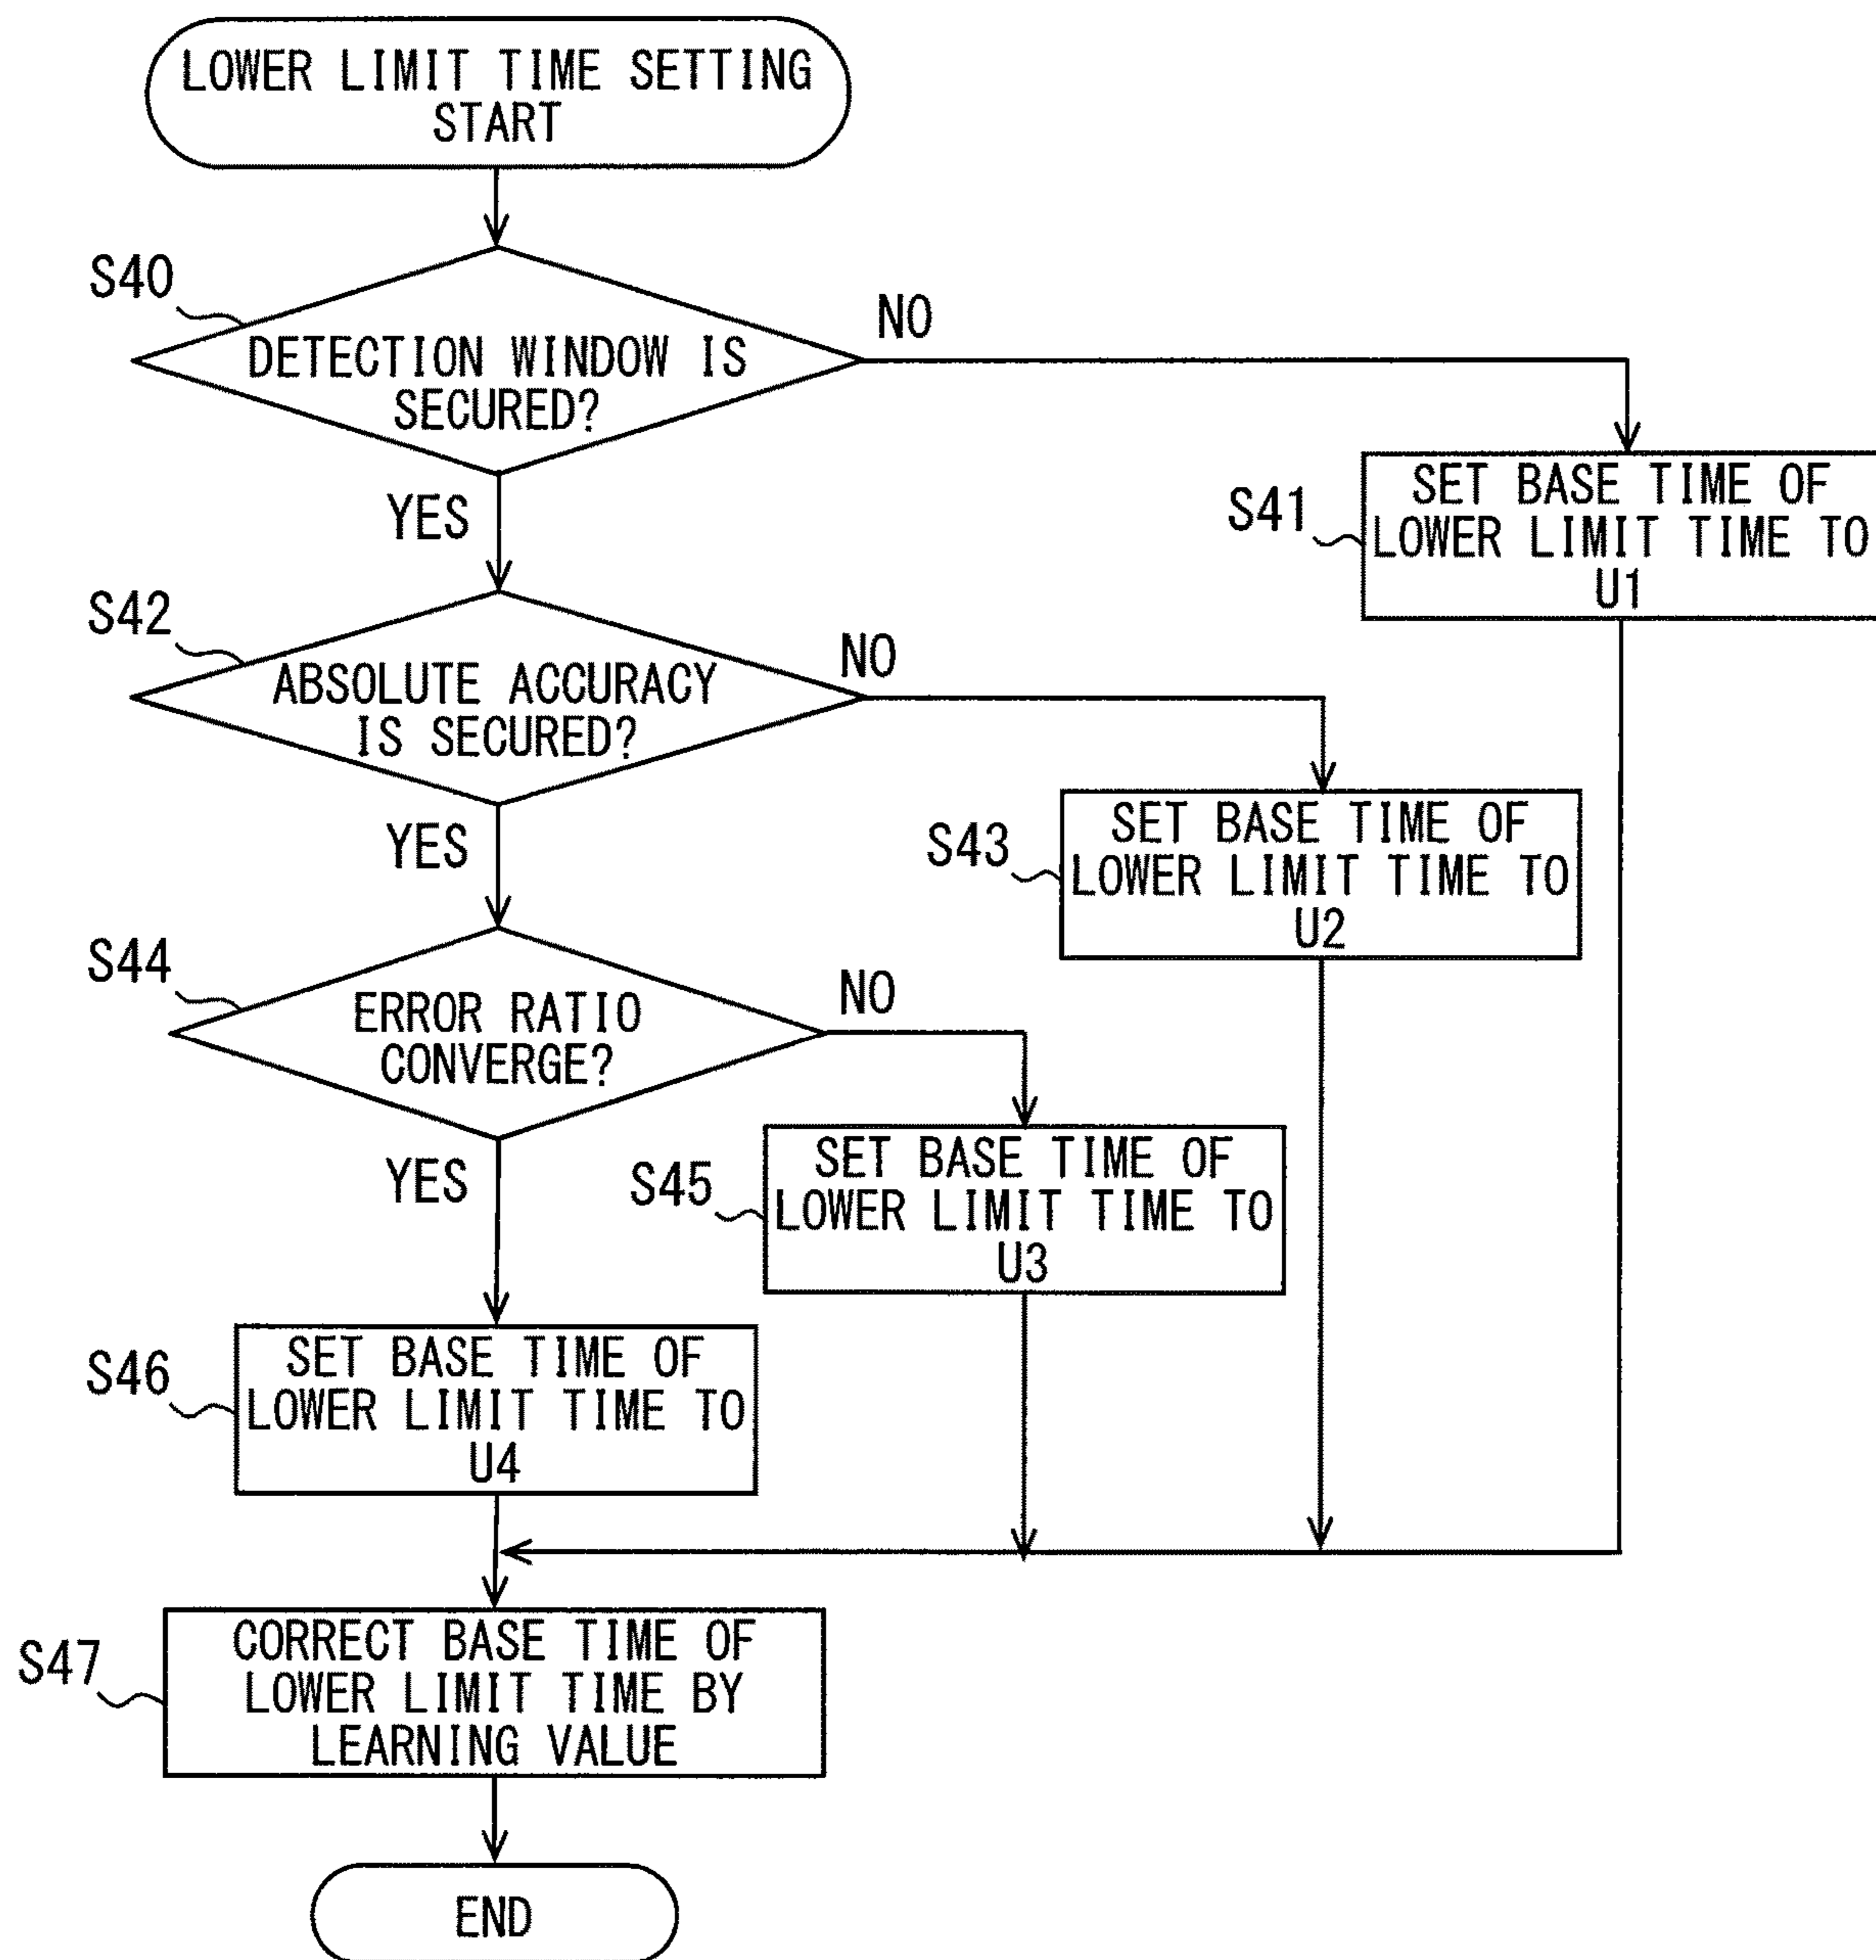 LOWER LIMIT TIME SETTING
START
S40
DETECTION WINDOW IS
SECURED?
NO
YES
S41
SET BASE TIME OF
LOWER LIMIT TIME TO
U1
S42
ABSOLUTE ACCURACY
IS SECURED?
NO
YES
S43
SET BASE TIME OF
LOWER LIMIT TIME TO
U2
S44
ERROR RATIO
CONVERGE?
NO
YES
S45
SET BASE TIME OF
LOWER LIMIT TIME TO
U3
S46
SET BASE TIME OF
LOWER LIMIT TIME TO
U4
S47
CORRECT BASE TIME OF
LOWER LIMIT TIME BY
LEARNING VALUE
END